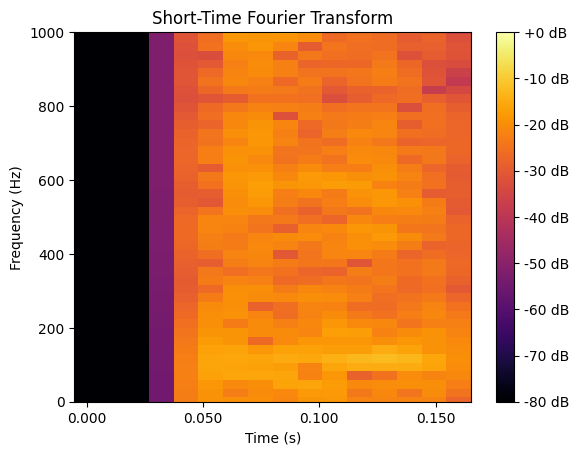 Short-Time Fourier Transform
Frequency (Hz)
1000
800
600
400
200
0
0.000
0.050
0.100
0.150
Time (s)
+0 dB
-10 dB
-20 dB
-30 dB
-40 dB
-50 dB
-60 dB
-70 dB
-80 dB